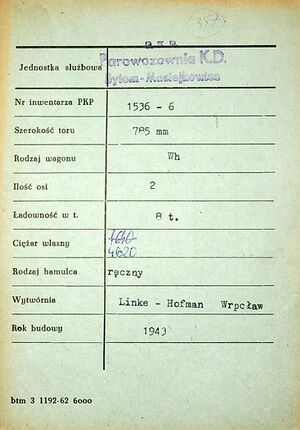 357.
P K P
Jednostka służbowa Parowozownia K.D.
Bytom-Maciejkowice
Nr inwentarza PKP 1536 - 6
Szerokość toru 785 mm
Rodzaj wagonu Wh
Ilość osi 2
Ładowność w t. 8 t.
Ciężar własny
4620
Rodzaj hamulca ręczny
Wytwórnia Linke - Hofman Wrpcław
Rok budowy 1943
btm 3 1192-62 6000